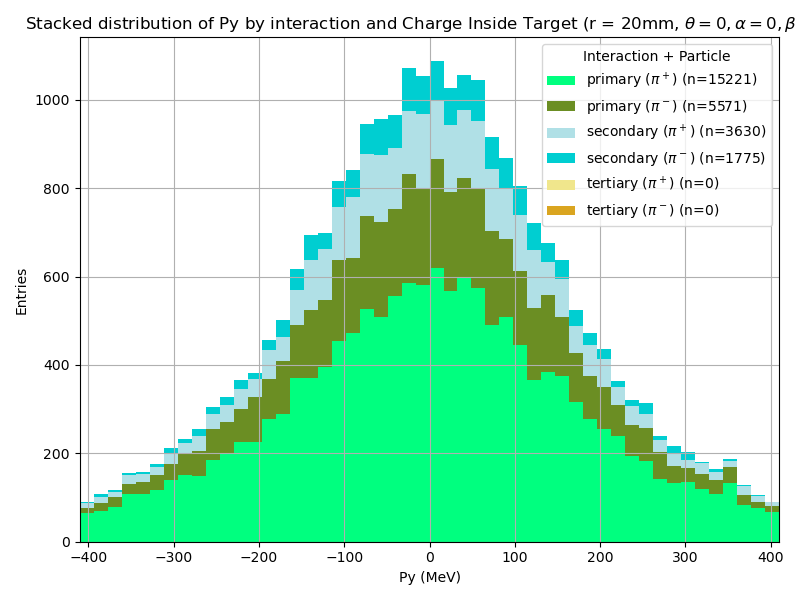 Stacked distribution of Py by interaction and Charge Inside Target (r = 20mm, θ = 0, α = 0, β
Interaction + Particle
primary (π⁺) (n=15221)
primary (π⁻) (n=5571)
secondary (π⁺) (n=3630)
secondary (π⁻) (n=1775)
tertiary (π⁺) (n=0)
tertiary (π⁻) (n=0)
Entries
1000
800
600
400
200
0
−400 −300 −200 −100 0 100 200 300 400
Py (MeV)